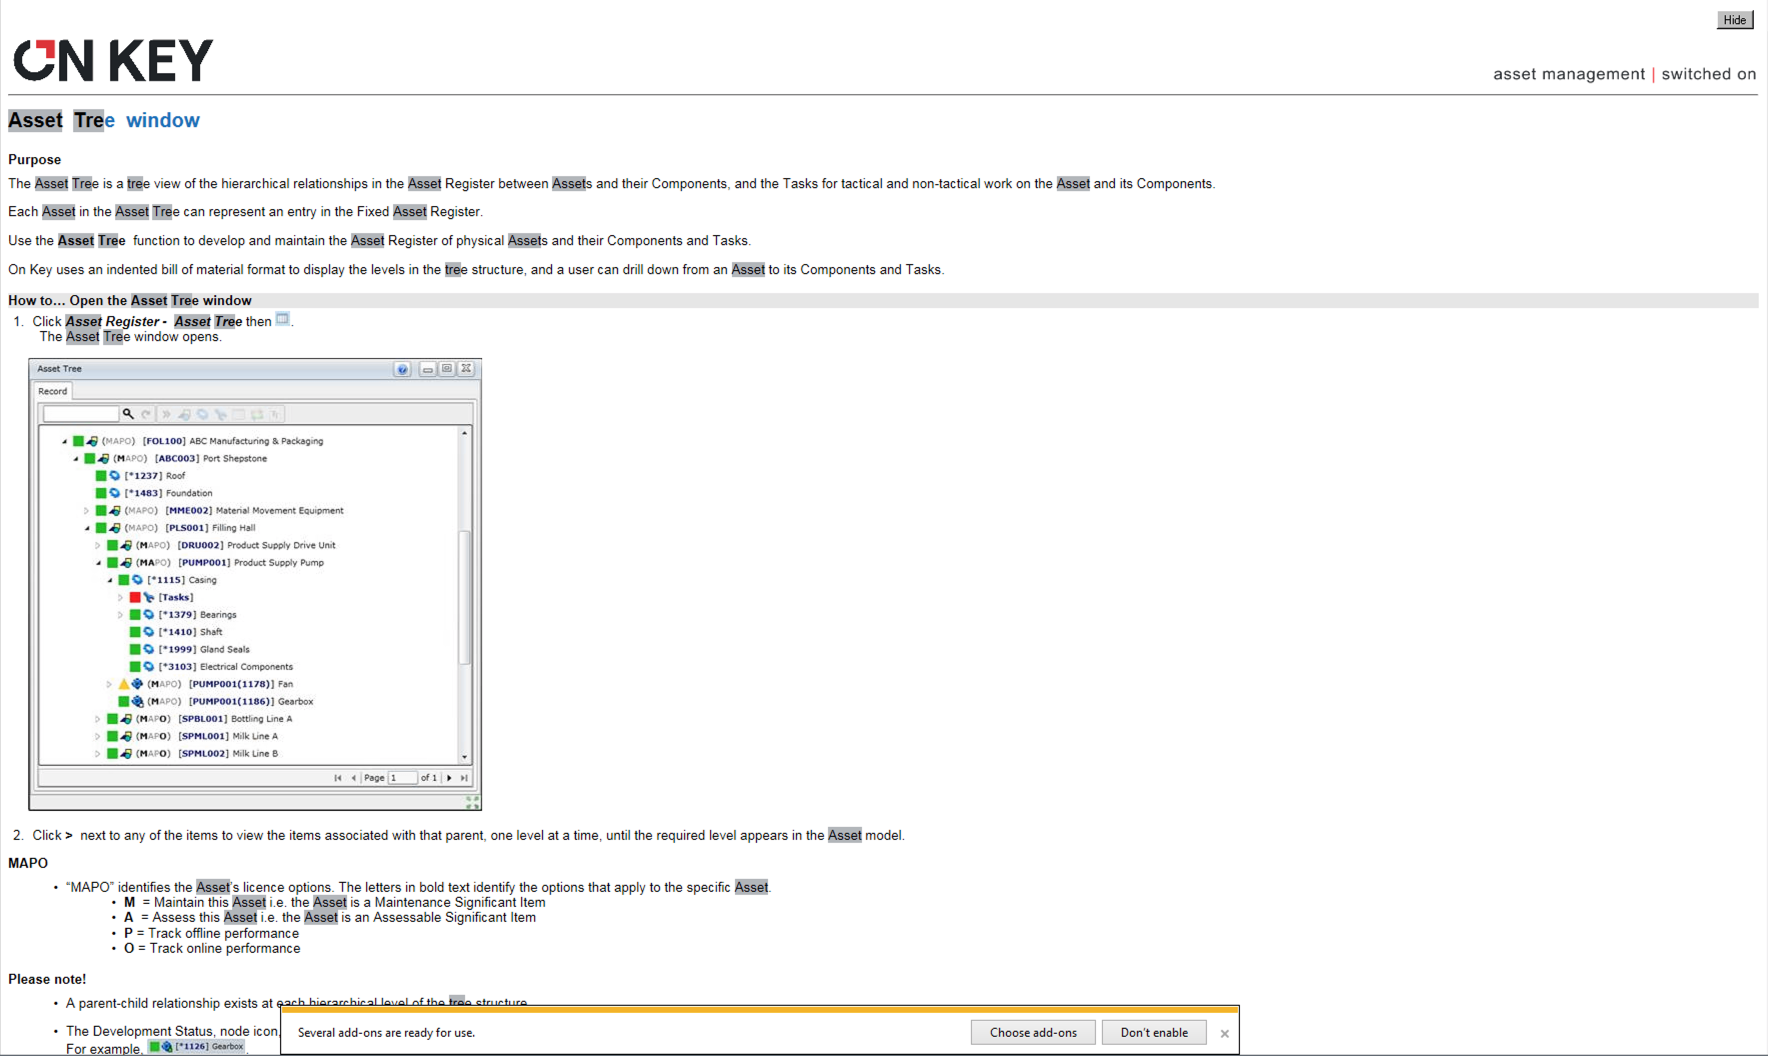 Hide
ON KEY
asset management | switched on
Asset Tree window
Purpose
The Asset Tree is a tree view of the hierarchical relationships in the Asset Register between Assets and their Components, and the Tasks for tactical and non-tactical work on the Asset and its Components.
Each Asset in the Asset Tree can represent an entry in the Fixed Asset Register.
Use the Asset Tree function to develop and maintain the Asset Register of physical Assets and their Components and Tasks.
On Key uses an indented bill of material format to display the levels in the tree structure, and a user can drill down from an Asset to its Components and Tasks.
How to... Open the Asset Tree window
1. Click Asset Register - Asset Tree then .
The Asset Tree window opens.
Asset Tree
Record
(MAPO) [FOL100] ABC Manufacturing & Packaging
(MAPO) [ABC003] Port Shepstone
[*1237] Roof
[*1483] Foundation
(MAPO) [MME002] Material Movement Equipment
(MAPO) [PLS001] Filling Hall
(MAPO) [DRU002] Product Supply Drive Unit
(MAPO) [PUMP001] Product Supply Pump
[*1115] Casing
[Tasks]
[*1379] Bearings
[*1410] Shaft
[*1999] Gland Seals
[*3103] Electrical Components
(MAPO) [PUMP001(1178)] Fan
(MAPO) [PUMP001(1186)] Gearbox
(MAPO) [SPBL001] Bottling Line A
(MAPO) [SPML001] Milk Line A
(MAPO) [SPML002] Milk Line B
Page 1 of 1
2. Click > next to any of the items to view the items associated with that parent, one level at a time, until the required level appears in the Asset model.
MAPO
• “MAPO” identifies the Asset's licence options. The letters in bold text identify the options that apply to the specific Asset.
• M = Maintain this Asset i.e. the Asset is a Maintenance Significant Item
• A = Assess this Asset i.e. the Asset is an Assessable Significant Item
• P = Track offline performance
• O = Track online performance
Please note!
• A parent-child relationship exists at each hierarchical level of the tree structure
• The Development Status, node icon,
For example, [*1126] Gearbox .
Several add-ons are ready for use.
Choose add-ons
Don't enable